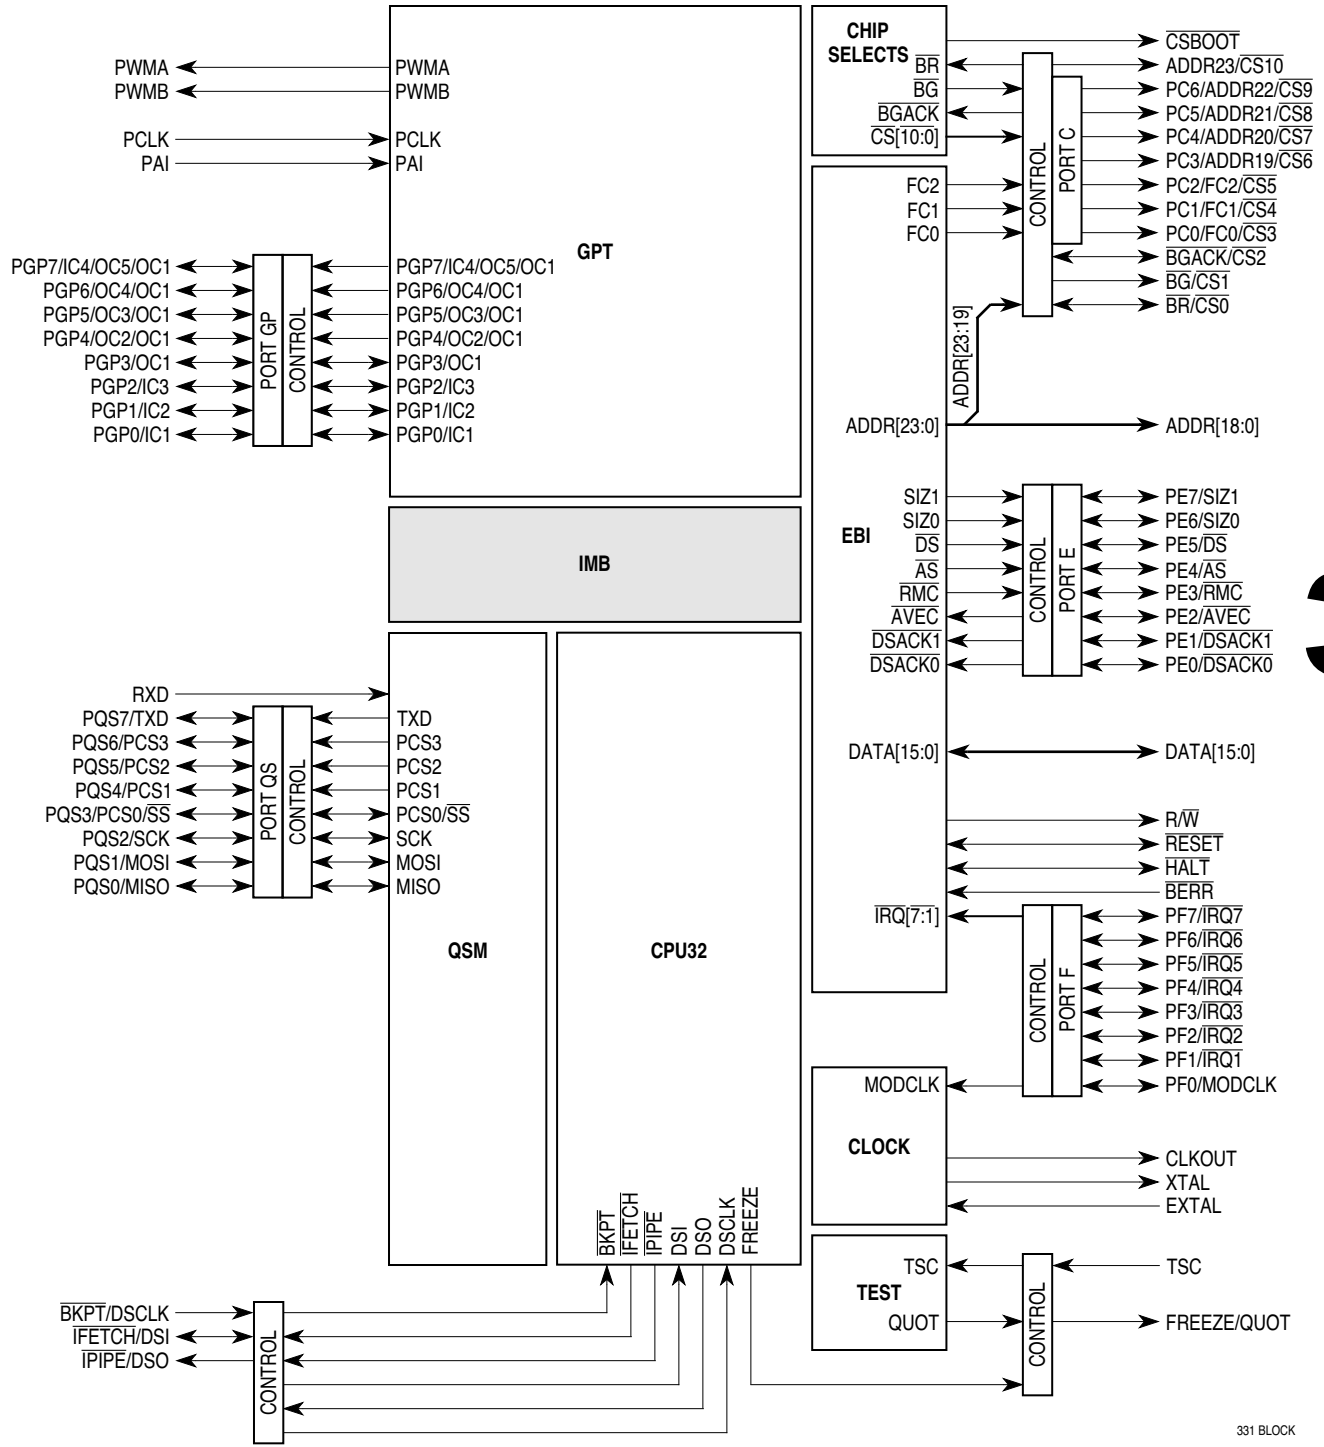 CHIP
SELECTS
BR
BG
BGACK
CS[10:0]
CONTROL
PORT C
CSBOOT
ADDR23/CS10
PC6/ADDR22/CS9
PC5/ADDR21/CS8
PC4/ADDR20/CS7
PC3/ADDR19/CS6
PC2/FC2/CS5
PC1/FC1/CS4
PC0/FC0/CS3
BGACK/CS2
BG/CS1
BR/CS0
PWMA
PWMB
PCLK
PAI
PWMA
PWMB
PCLK
PAI
GPT
PGP7/IC4/OC5/OC1
PGP6/OC4/OC1
PGP5/OC3/OC1
PGP4/OC2/OC1
PGP3/OC1
PGP2/IC3
PGP1/IC2
PGP0/IC1
PORT GP
CONTROL
PGP7/IC4/OC5/OC1
PGP6/OC4/OC1
PGP5/OC3/OC1
PGP4/OC2/OC1
PGP3/OC1
PGP2/IC3
PGP1/IC2
PGP0/IC1
FC2
FC1
FC0
ADDR[23:19]
ADDR[23:0]
ADDR[18:0]
EBI
SIZ1
SIZ0
DS
AS
RMC
AVEC
DSACK1
DSACK0
CONTROL
PORT E
PE7/SIZ1
PE6/SIZ0
PE5/DS
PE4/AS
PE3/RMC
PE2/AVEC
PE1/DSACK1
PE0/DSACK0
IMB
DATA[15:0]
DATA[15:0]
R/W
RESET
HALT
BERR
IRQ[7:1]
CONTROL
PORT F
PF7/IRQ7
PF6/IRQ6
PF5/IRQ5
PF4/IRQ4
PF3/IRQ3
PF2/IRQ2
PF1/IRQ1
PF0/MODCLK
RXD
PQS7/TXD
PQS6/PCS3
PQS5/PCS2
PQS4/PCS1
PQS3/PCS0/SS
PQS2/SCK
PQS1/MOSI
PQS0/MISO
PORT QS
CONTROL
TXD
PCS3
PCS2
PCS1
PCS0/SS
SCK
MOSI
MISO
QSM
CPU32
MODCLK
CLOCK
CLKOUT
XTAL
EXTAL
BKPT
IFETCH
IPIPE
DSI
DSO
DSCLK
FREEZE
TSC
TEST
QUOT
CONTROL
TSC
FREEZE/QUOT
BKPT/DSCLK
IFETCH/DSI
IPIPE/DSO
CONTROL
331 BLOCK